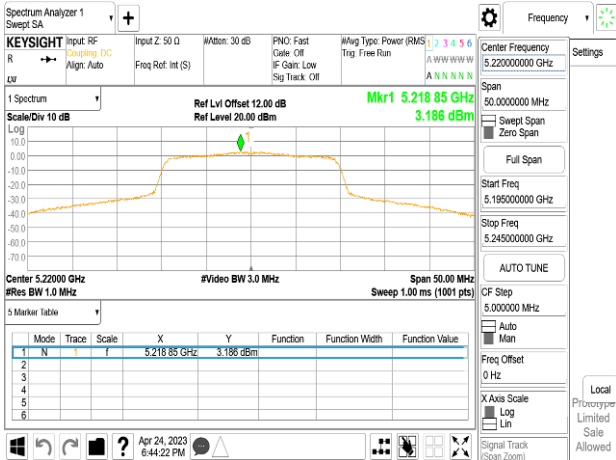 Spectrum Analyzer 1
Swept SA
Frequency
KEYSIGHT
R
Input: RF
Coupling: DC
Align: Auto
Input Z: 50 Ω
Freq Ref: Int (S)
#Atten: 30 dB
PNO: Fast
Gate: Off
IF Gain: Low
Sig Track: Off
#Avg Type: Power (RMS
Trig: Free Run
1 2 3 4 5 6
A W W W W W
A N N N N N
1 Spectrum
Scale/Div 10 dB
Ref Lvl Offset 12.00 dB
Ref Level 20.00 dBm
Mkr1 5.218 85 GHz
3.186 dBm
Log
10.0
0.00
-10.0
-20.0
-30.0
-40.0
-50.0
-60.0
-70.0
1
Center 5.22000 GHz
#Res BW 1.0 MHz
#Video BW 3.0 MHz
Span 50.00 MHz
Sweep 1.00 ms (1001 pts)
5 Marker Table
Mode Trace Scale X Y Function Function Width Function Value
1 N 1 f 5.218 85 GHz 3.186 dBm
2
3
4
5
6
Apr 24, 2023
6:44:22 PM
Center Frequency
5.220000000 GHz
Span
50.0000000 MHz
Swept Span
Zero Span
Full Span
Start Freq
5.195000000 GHz
Stop Freq
5.245000000 GHz
AUTO TUNE
CF Step
5.000000 MHz
Auto
Man
Freq Offset
0 Hz
X Axis Scale
Log
Lin
Signal Track
(Span Zoom)
Settings
Local
Prototype
Limited
Sale
Allowed